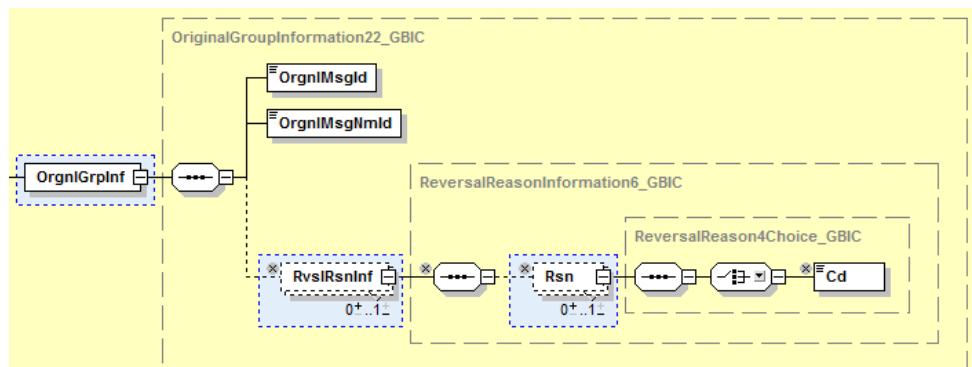 OriginalGroupInformation22_GBIC
OrgnlMsgId
OrgnlMsgNmId
OrgnlGrpInf
ReversalReasonInformation6_GBIC
ReversalReason4Choice_GBIC
RvslRsnInf
Rsn
Cd
0±..1±
0±..1±